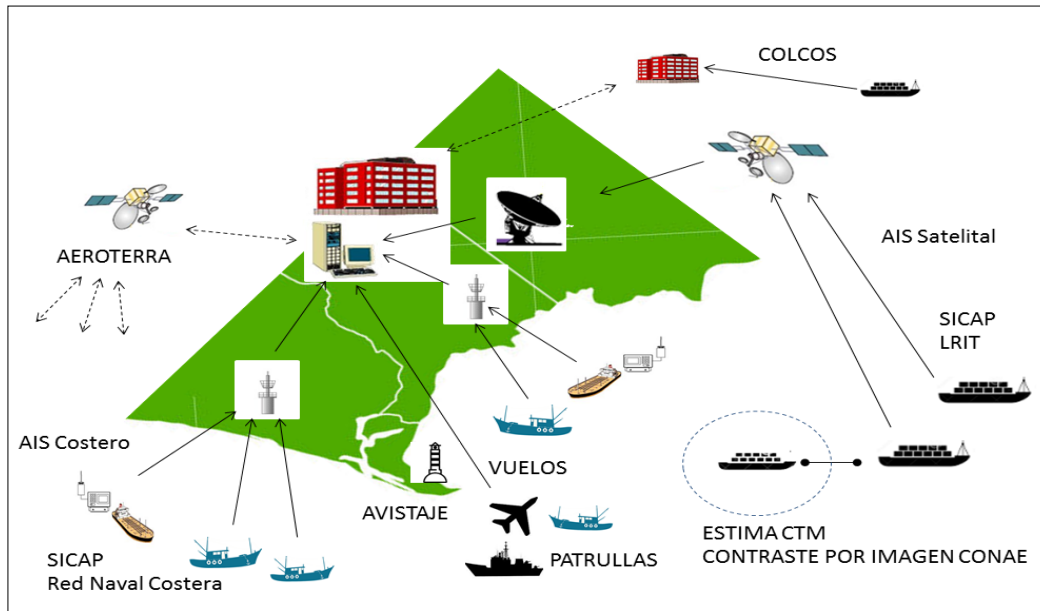 COLCOS
AIS Satelital
AEROTERRA
SICAP
LRIT
AIS Costero
VUELOS
AVISTAJE
PATRULLAS
ESTIMA CTM
CONTRASTE POR IMAGEN CONAE
SICAP
Red Naval Costera